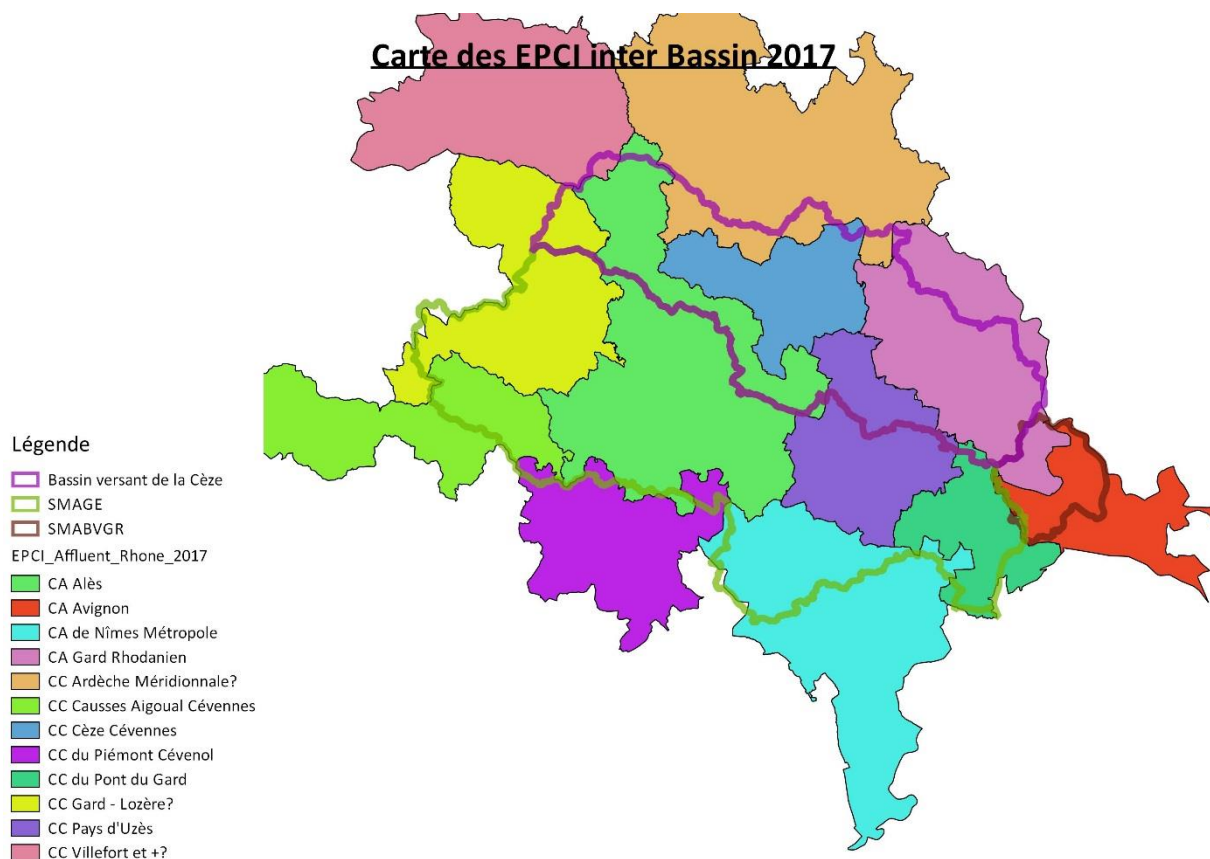 Carte des EPCI inter Bassin 2017
Légende
Bassin versant de la Cèze
SMAGE
SMABVGR
EPCI_Affluent_Rhone_2017
CA Alès
CA Avignon
CA de Nîmes Métropole
CA Gard Rhodanien
CC Ardèche Méridionnale?
CC Causses Aigoual Cévennes
CC Cèze Cévennes
CC du Piémont Cévenol
CC du Pont du Gard
CC Gard - Lozère?
CC Pays d'Uzès
CC Villefort et +?